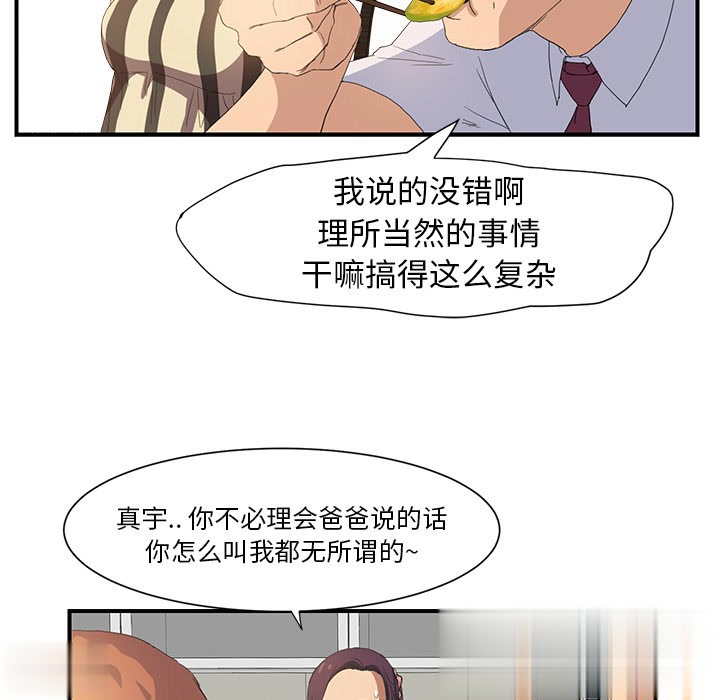 我说的没错啊
理所当然的事情
干嘛搞得这么复杂
真宇.. 你不必理会爸爸说的话
你怎么叫我都无所谓的~